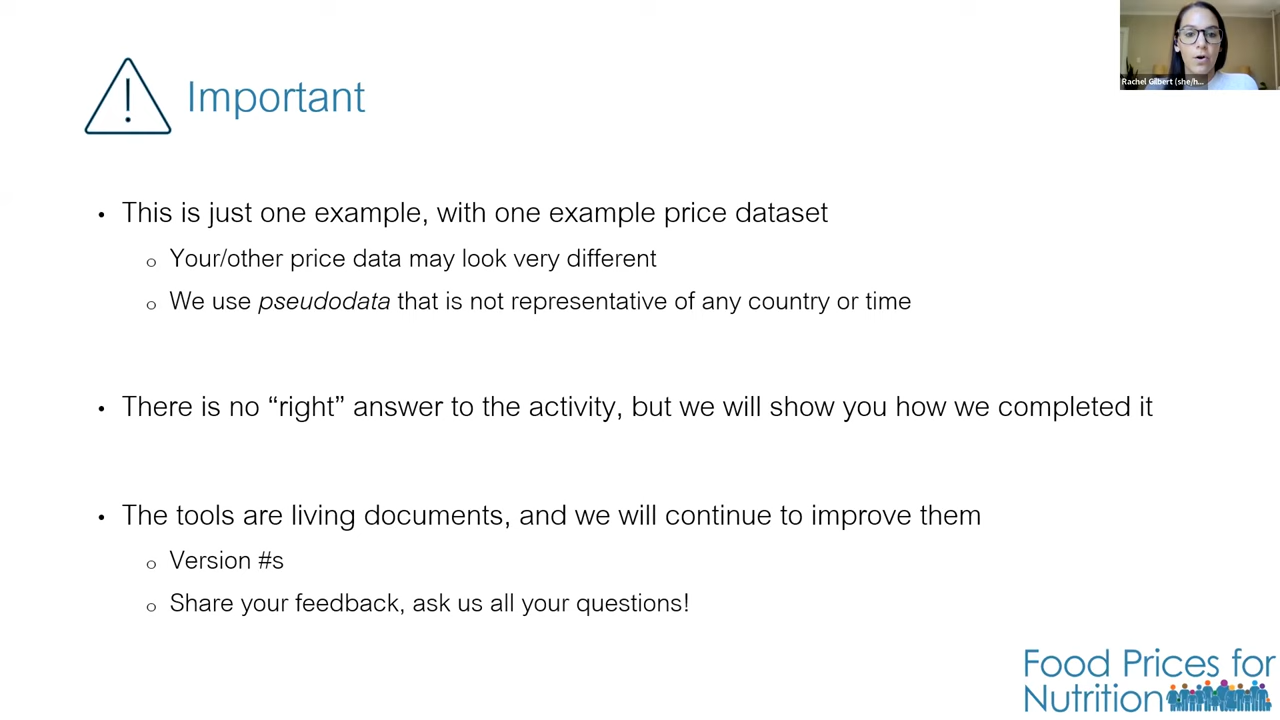 Rachel Gilbert (she/h...
Important
• This is just one example, with one example price dataset
o Your/other price data may look very different
o We use pseudodata that is not representative of any country or time
• There is no “right” answer to the activity, but we will show you how we completed it
• The tools are living documents, and we will continue to improve them
o Version #s
o Share your feedback, ask us all your questions!
Food Prices for
Nutrition